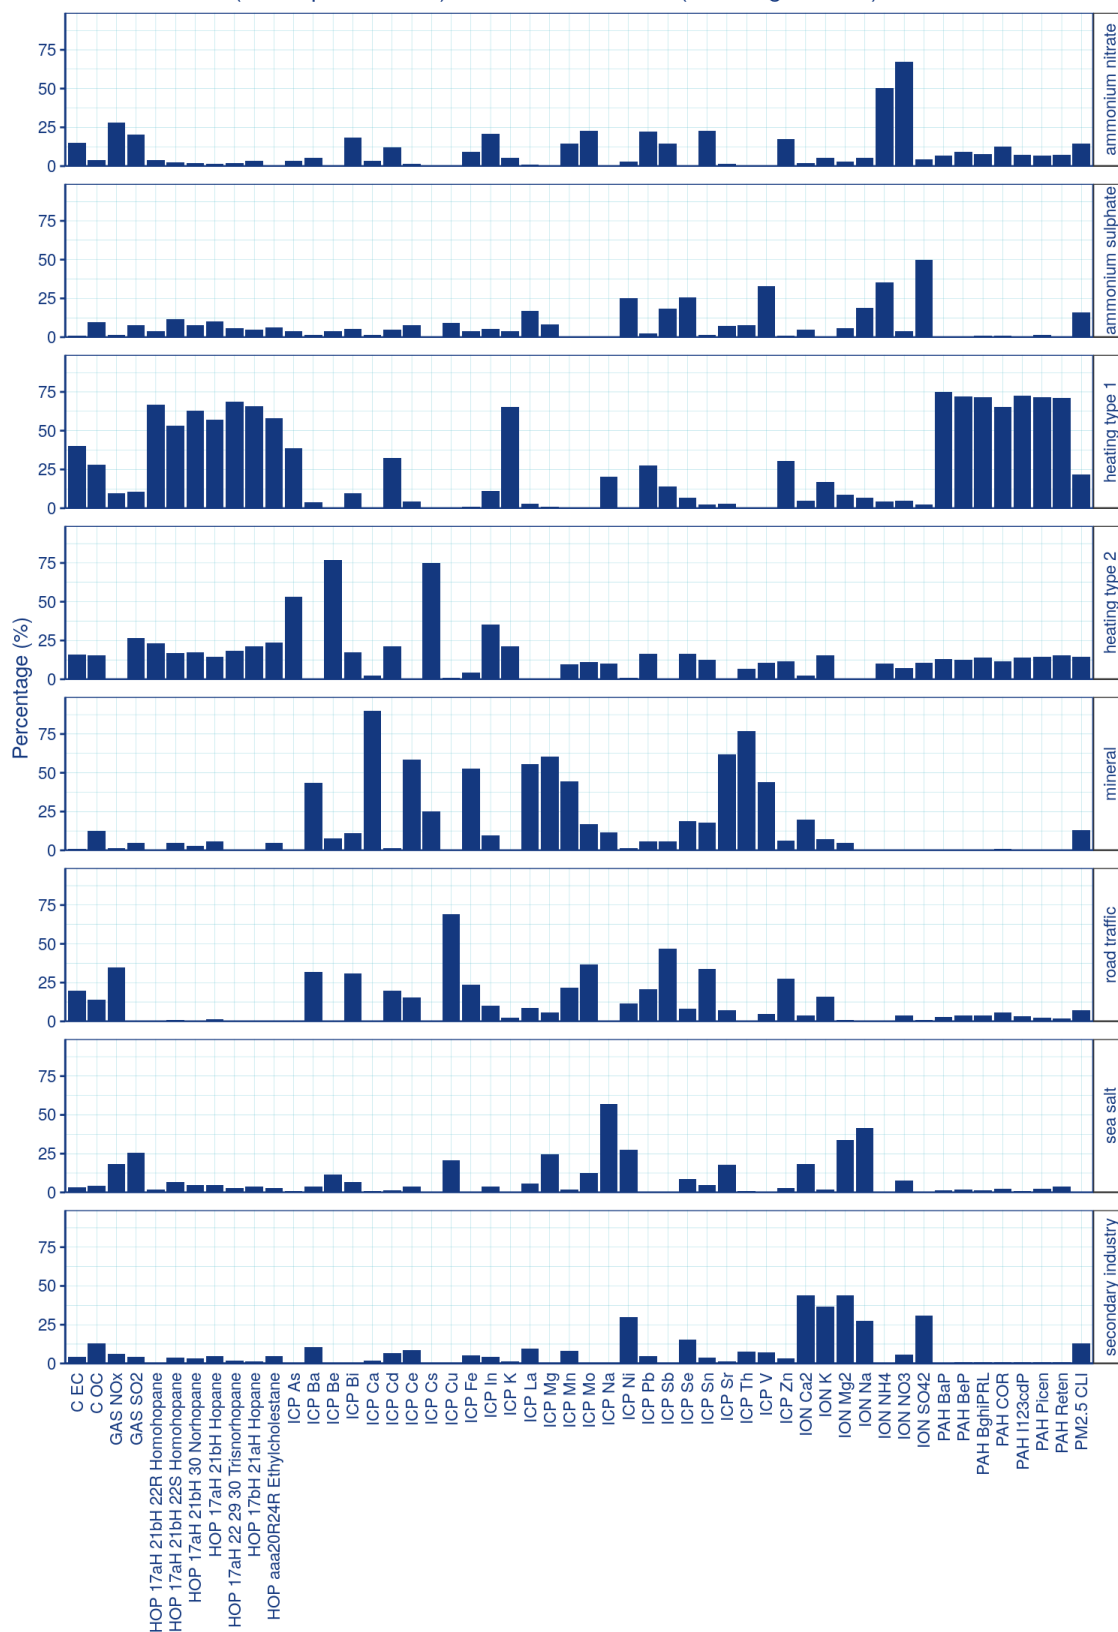 75
50
25
0
ammonium nitrate
75
50
25
0
ammonium sulphate
75
50
25
0
heating type 1
75
50
25
0
heating type 2
75
50
25
0
mineral
75
50
25
0
road traffic
75
50
25
0
sea salt
75
50
25
0
secondary industry
Percentage (%)
C EC
C OC
GAS NOx
GAS SO2
HOP 17aH 21bH 22R Homohopane
HOP 17aH 21bH 22S Homohopane
HOP 17aH 21bH 30 Norhopane
HOP 17aH 21bH Hopane
HOP 17aH 22 29 30 Trisnorhopane
HOP 17bH 21aH Hopane
HOP aaa20R24R Ethylcholestane
ICP As
ICP Ba
ICP Be
ICP Bi
ICP Ca
ICP Cd
ICP Ce
ICP Cs
ICP Cu
ICP Fe
ICP In
ICP K
ICP La
ICP Mg
ICP Mn
ICP Mo
ICP Na
ICP Ni
ICP Pb
ICP Sb
ICP Se
ICP Sn
ICP Sr
ICP Th
ICP V
ICP Zn
ION Ca2
ION K
ION Mg2
ION Na
ION NH4
ION NO3
ION SO42
PAH BaP
PAH BeP
PAH BghiPRL
PAH COR
PAH I123cdP
PAH Picen
PAH Reten
PM2.5 CLI